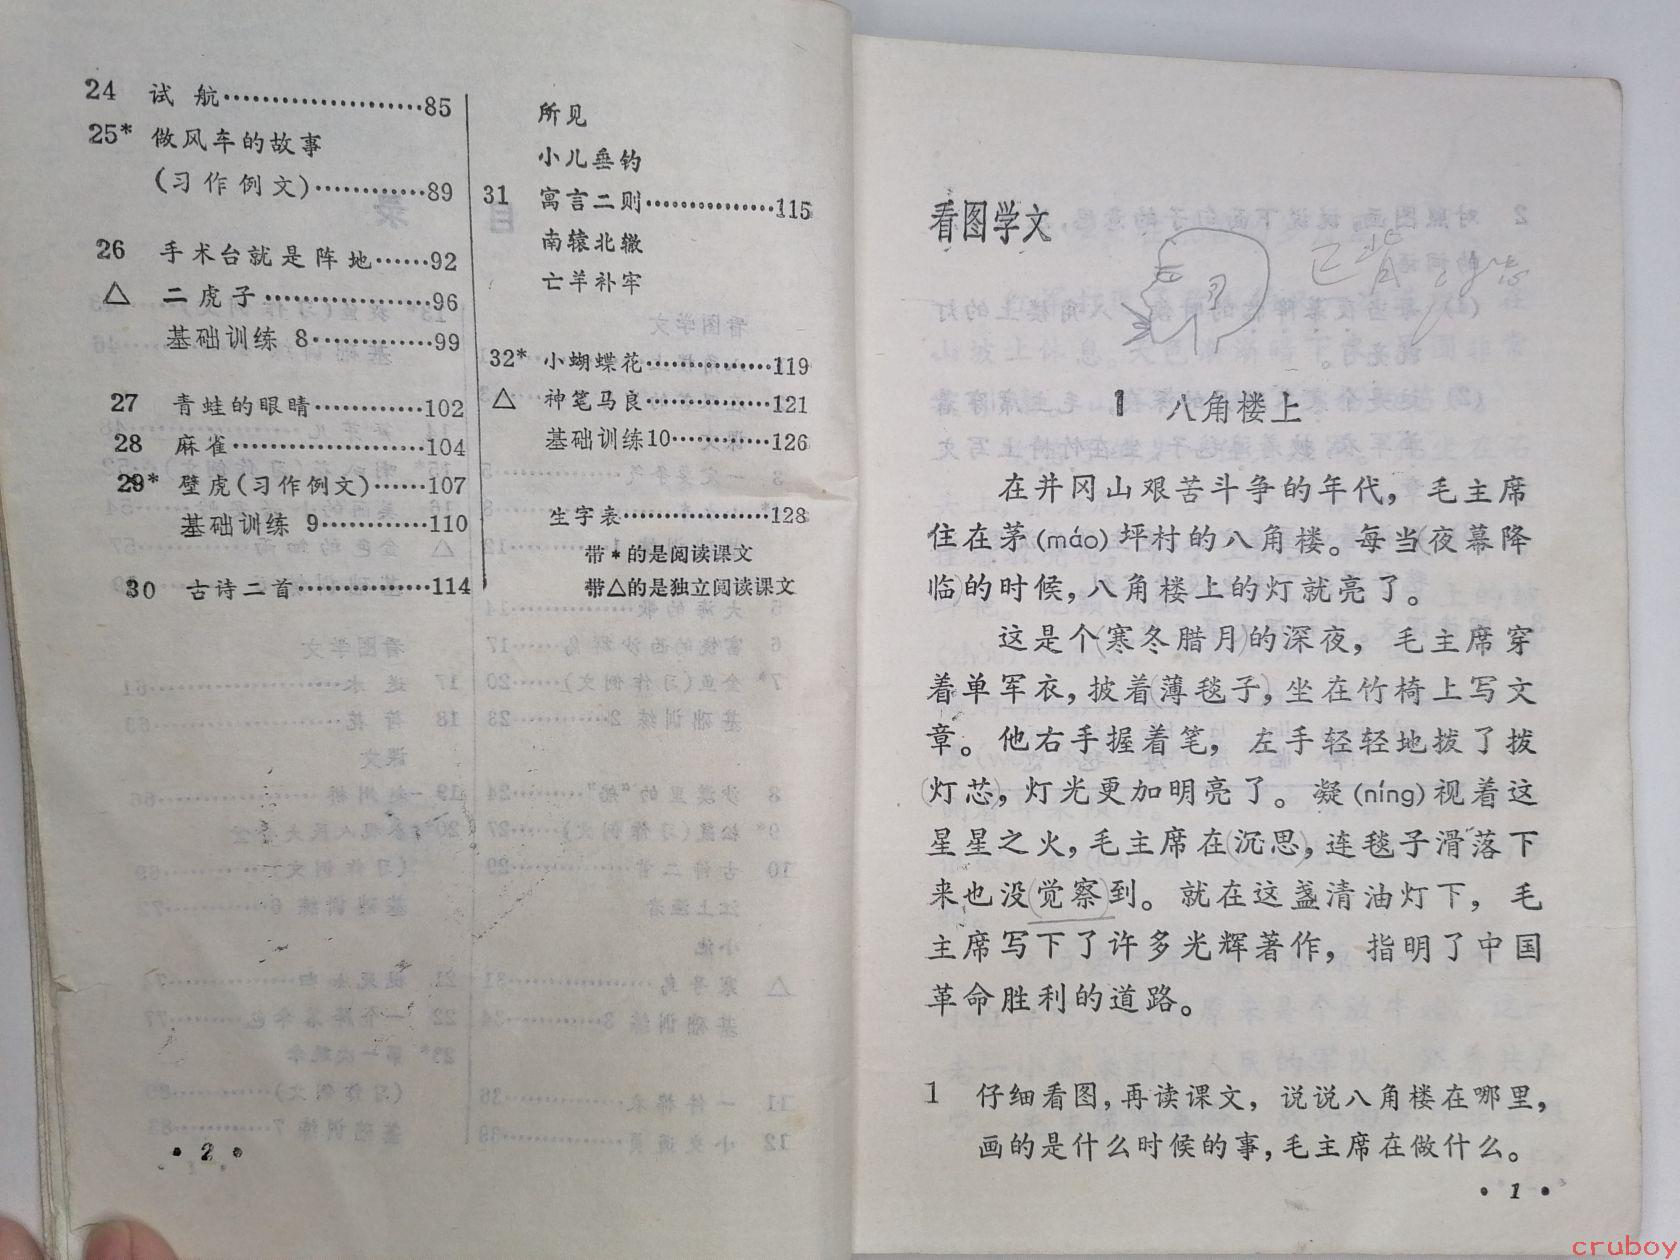 24 试 航……………………85
25* 做风车的故事
(习作例文)…………89
26 手术台就是阵地……92
△ 二虎子………………96
基础训练 8……………99
27 青蛙的眼睛…………102
28 麻雀…………………104
29* 壁虎(习作例文)……107
基础训练 9……………110
30 古诗二首……………114
所见
小儿垂钓
31 寓言二则……………115
南辕北辙
亡羊补牢
32* 小蝴蝶花……………119
△ 神笔马良……………121
基础训练10…………126
生字表………………128
带*的是阅读课文
带△的是独立阅读课文
• 2 •
看图学文
已背
1 八角楼上
在井冈山艰苦斗争的年代，毛主席
住在茅(máo)坪村的八角楼。每当夜幕降
临的时候，八角楼上的灯就亮了。
这是个寒冬腊月的深夜，毛主席穿
着单军衣，披着薄毯子，坐在竹椅上写文
章。他右手握着笔，左手轻轻地拨了拨
灯芯，灯光更加明亮了。凝(níng)视着这
星星之火，毛主席在沉思，连毯子滑落下
来也没觉察到。就在这盏清油灯下，毛
主席写下了许多光辉著作，指明了中国
革命胜利的道路。
1 仔细看图，再读课文，说说八角楼在哪里，
画的是什么时候的事，毛主席在做什么。
• 1 •
cruboy